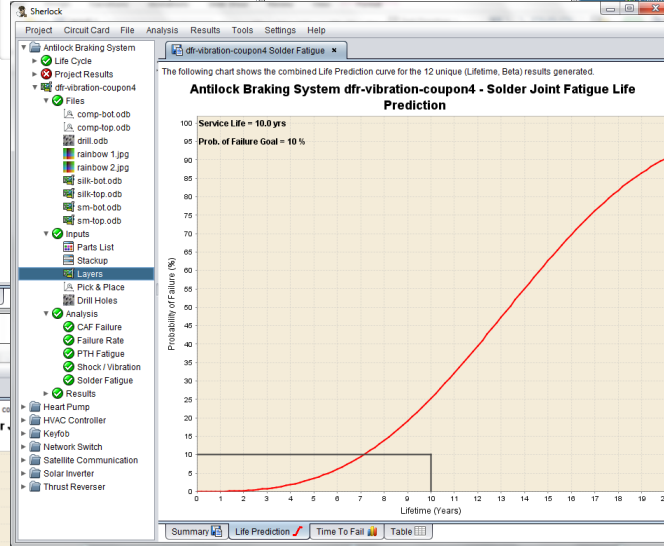 Sherlock
Project Circuit Card File Analysis Results Tools Settings Help
Antilock Braking System
Life Cycle
Project Results
dfr-vibration-coupon4
Files
comp-bot.odb
comp-top.odb
drill.odb
rainbow 1.jpg
rainbow 2.jpg
silk-bot.odb
silk-top.odb
sm-bot.odb
sm-top.odb
Inputs
Parts List
Stackup
Layers
Pick & Place
Drill Holes
Analysis
CAF Failure
Failure Rate
PTH Fatigue
Shock / Vibration
Solder Fatigue
Results
Heart Pump
HVAC Controller
Keyfob
Network Switch
Satellite Communication
Solar Inverter
Thrust Reverser
dfr-vibration-coupon4 Solder Fatigue
The following chart shows the combined Life Prediction curve for the 12 unique (Lifetime, Beta) results generated.
Antilock Braking System dfr-vibration-coupon4 - Solder Joint Fatigue Life
Prediction
Service Life = 10.0 yrs
Prob. of Failure Goal = 10 %
Probability of Failure (%)
100
95
90
85
80
75
70
65
60
55
50
45
40
35
30
25
20
15
10
5
0
0 1 2 3 4 5 6 7 8 9 10 11 12 13 14 15 16 17 18 19
Lifetime (Years)
Summary Life Prediction Time To Fail Table